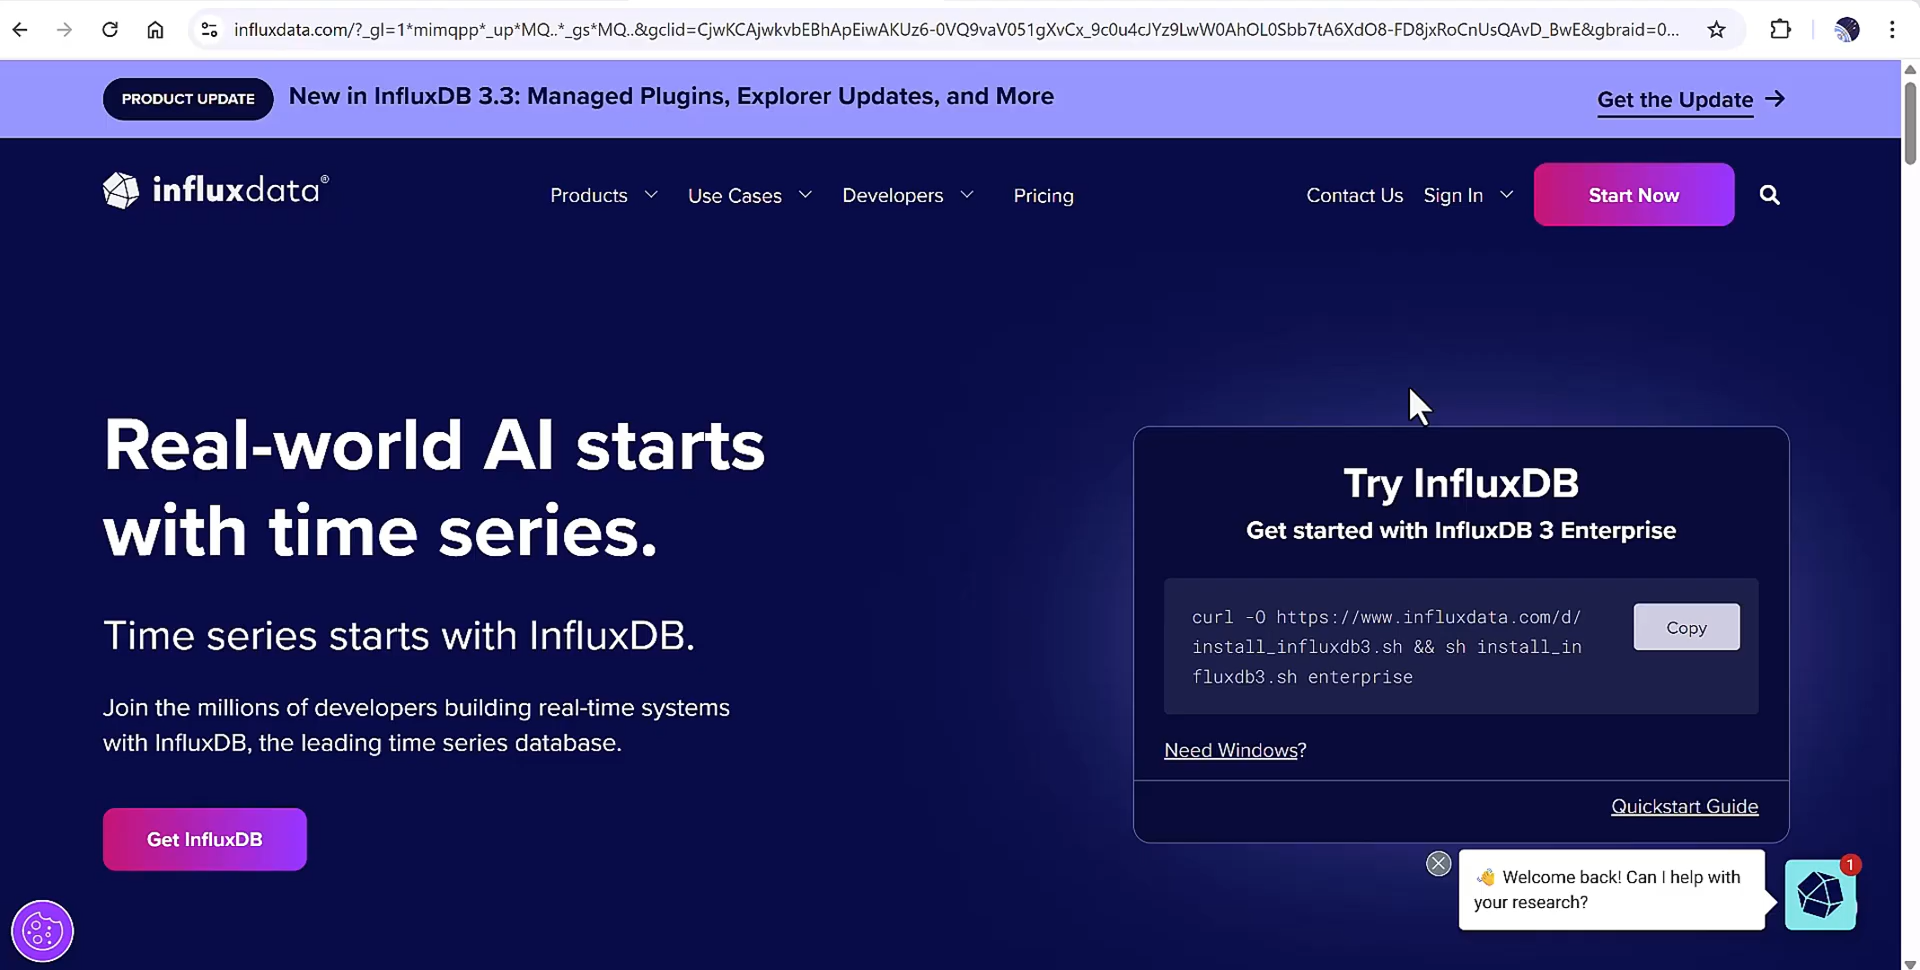 influxdata.com/?_gl=1*mimqpp*_up*MQ..*_gs*MQ..&gclid=CjwKCAjwkvbEBhApEiwAKUz6-0VQ9vaV051gXvCx_9c0u4cJYz9LwW0AhOL0Sbb7tA6XdO8-FD8jxRoCnUsQAvD_BwE&gbraid=0...
PRODUCT UPDATE New in InfluxDB 3.3: Managed Plugins, Explorer Updates, and More Get the Update →
influxdata® Products Use Cases Developers Pricing Contact Us Sign In Start Now
Real-world AI starts
with time series.
Time series starts with InfluxDB.
Join the millions of developers building real-time systems
with InfluxDB, the leading time series database.
Get InfluxDB
Try InfluxDB
Get started with InfluxDB 3 Enterprise
curl -O https://www.influxdata.com/d/
install_influxdb3.sh && sh install_in
fluxdb3.sh enterprise
Copy
Need Windows?
Quickstart Guide
👋 Welcome back! Can I help with
your research?
1